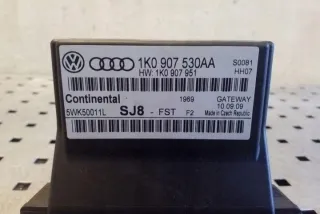 1K0 907 530AA S0081
HW: 1K0 907 951 HH07
Continental 1969 GATEWAY
10 09.09
5WK50011L SJ8 - FST F2 Made in Czech Republic